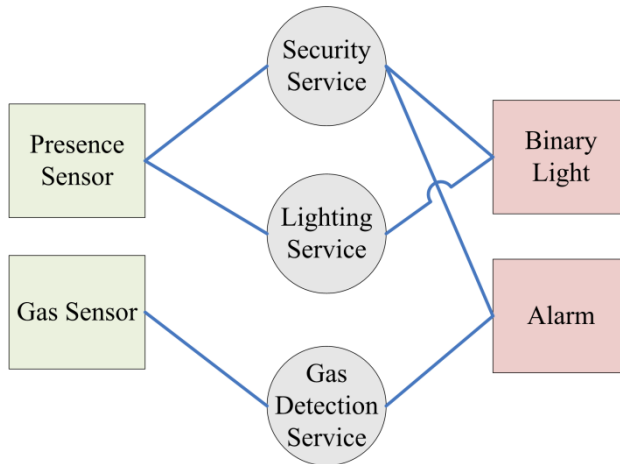 Security
Service
Presence
Sensor
Binary
Light
Lighting
Service
Gas Sensor
Alarm
Gas
Detection
Service